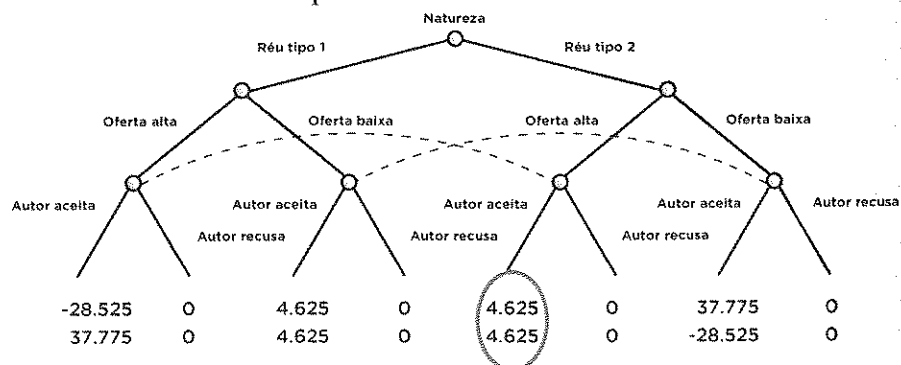 Natureza
Réu tipo 1 Réu tipo 2
Oferta alta Oferta baixa Oferta alta Oferta baixa
Autor aceita Autor aceita Autor aceita Autor aceita Autor recusa
Autor recusa Autor recusa Autor recusa
-28.525 0 4.625 0 4.625 0 37.775 0
37.775 0 4.625 0 4.625 0 -28.525 0